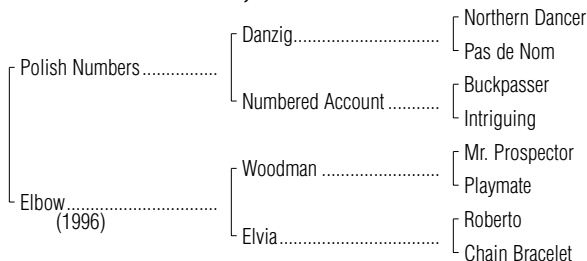 Northern Dancer
Danzig
Pas de Nom
Polish Numbers
Buckpasser
Numbered Account
Intriguing
Mr. Prospector
Woodman
Playmate
Elbow
(1996)
Roberto
Elvia
Chain Bracelet